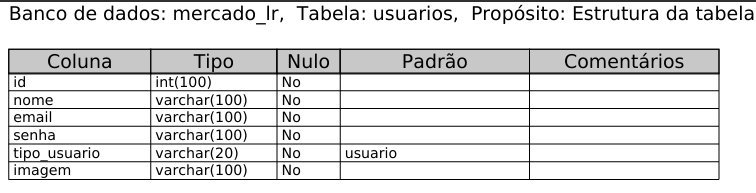 Banco de dados: mercado_lr, Tabela: usuarios, Propósito: Estrutura da tabela
Coluna Tipo Nulo Padrão Comentários
id int(100) No
nome varchar(100) No
email varchar(100) No
senha varchar(100) No
tipo_usuario varchar(20) No usuario
imagem varchar(100) No